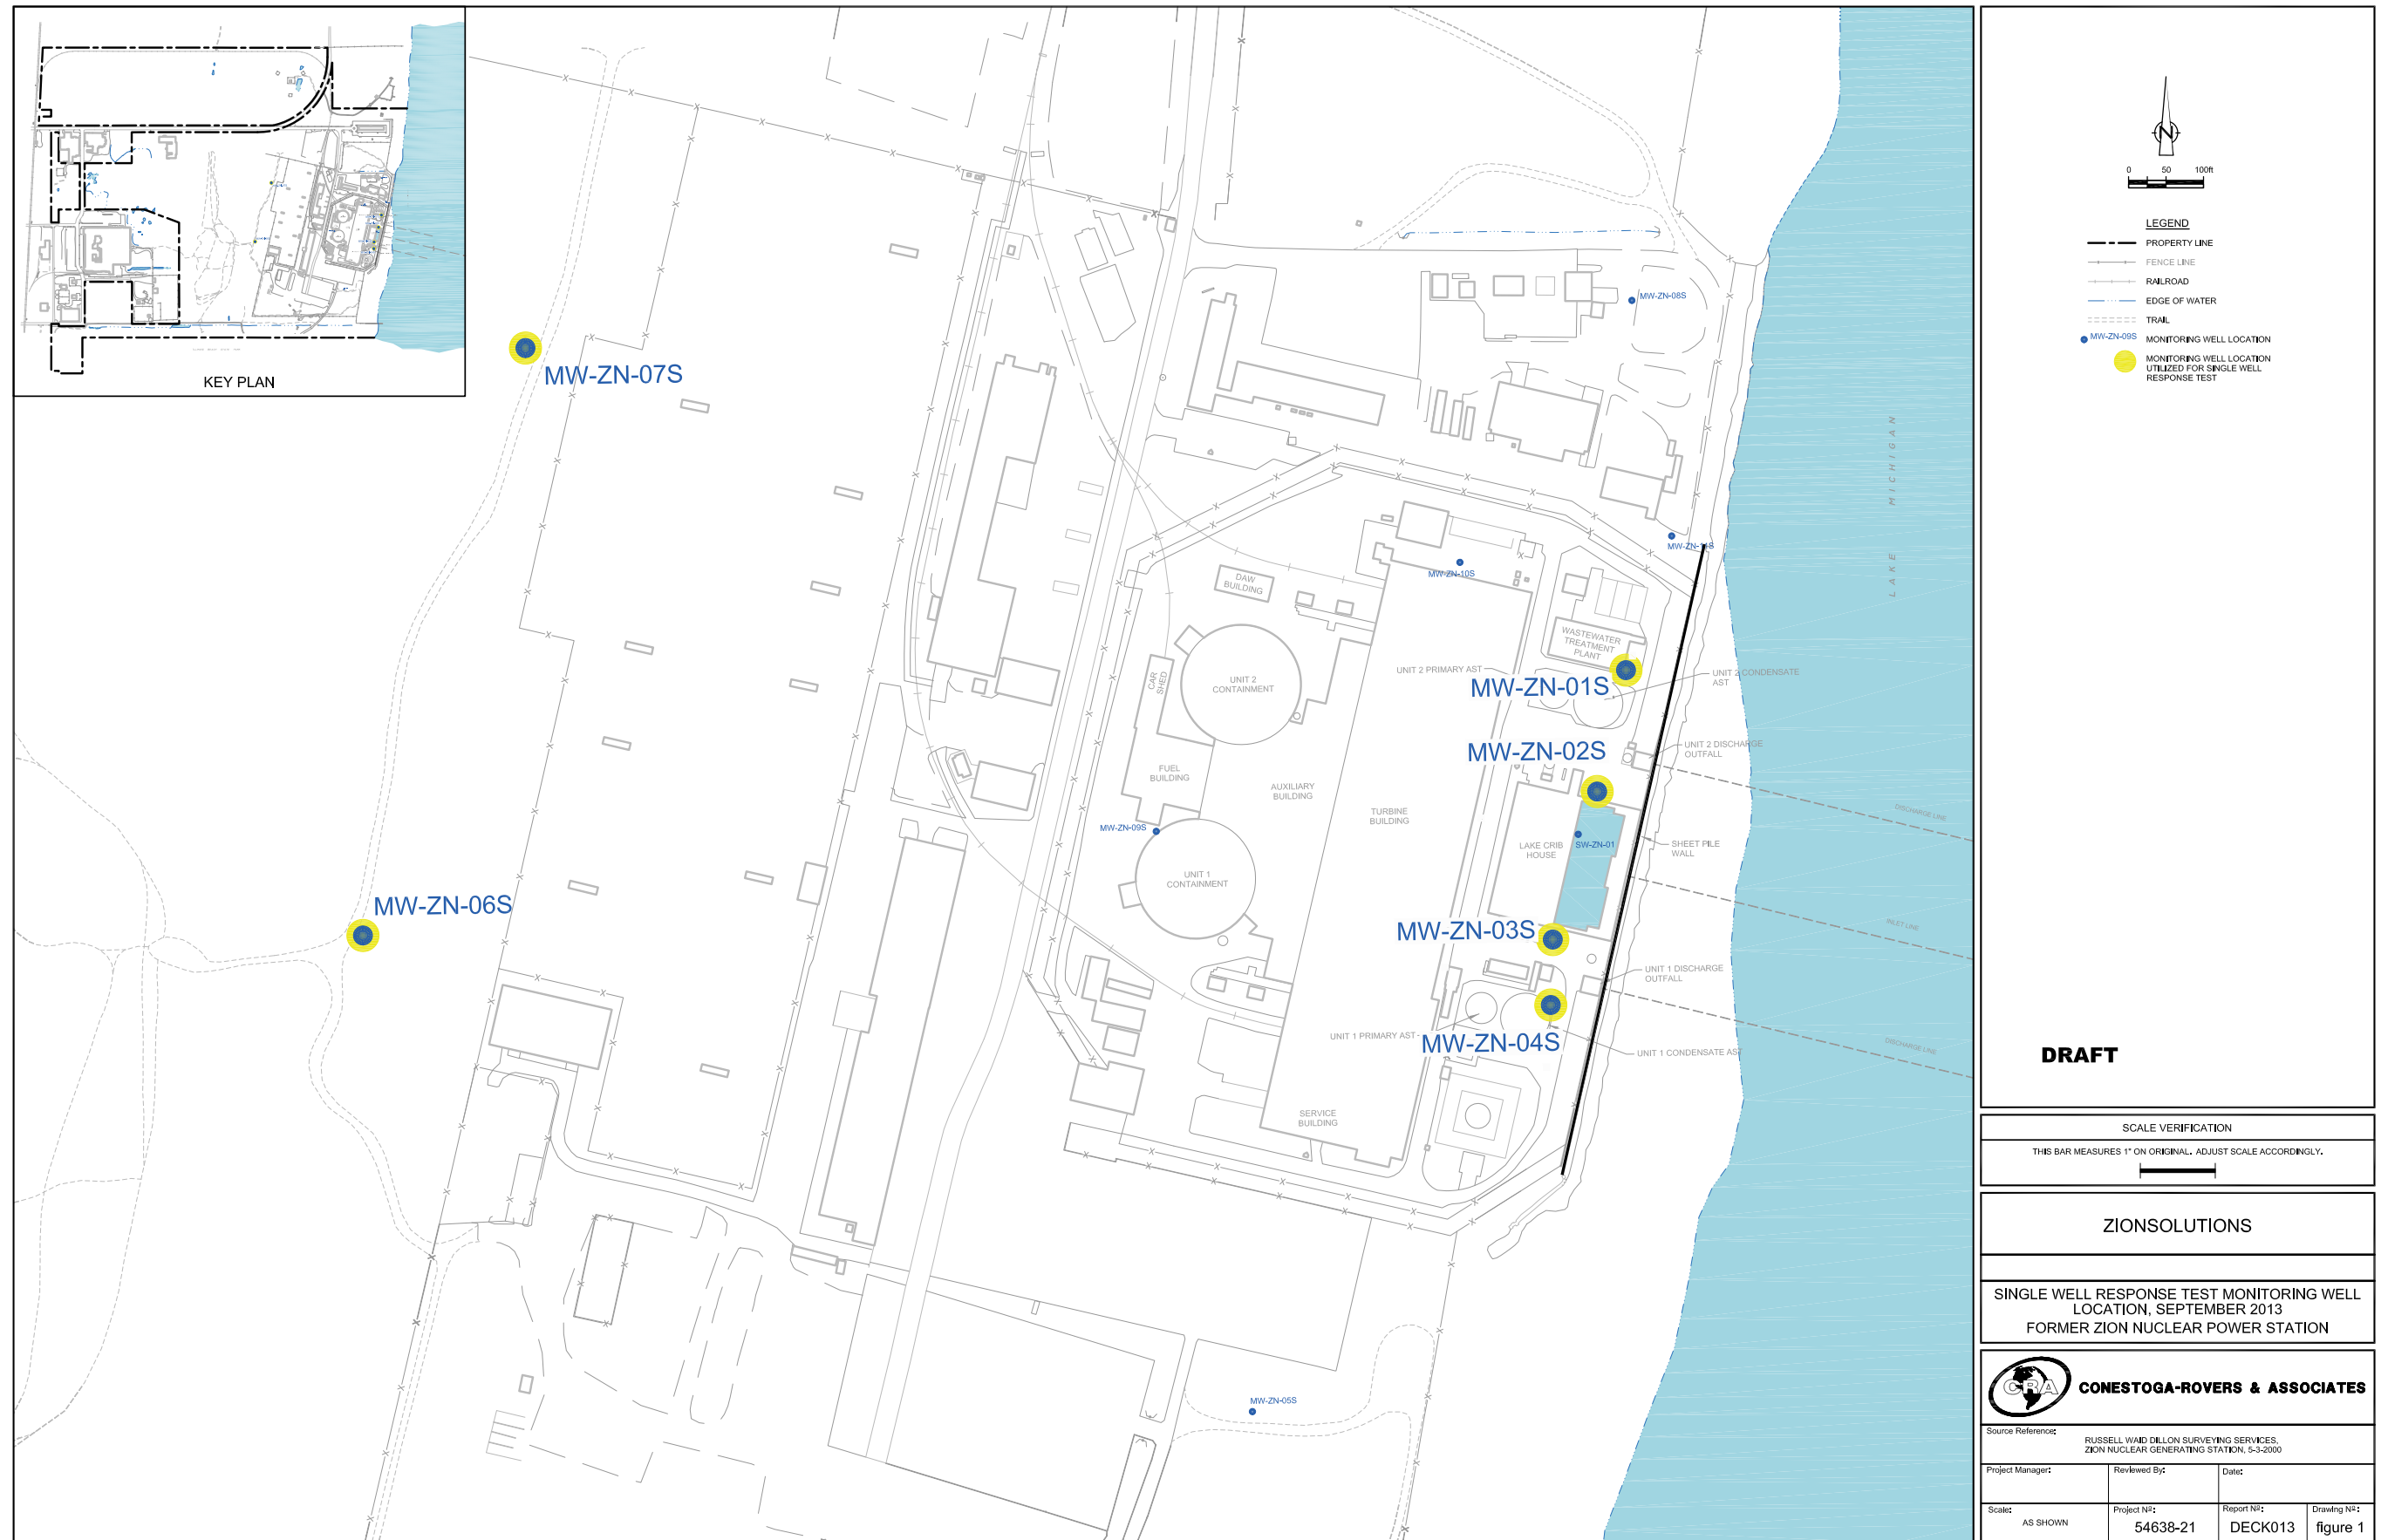 KEY PLAN
MW-ZN-07S
MW-ZN-06S
MW-ZN-08S
MW-ZN-11S
MW-ZN-10S
DAW
BUILDING
WASTEWATER
TREATMENT
PLANT
UNIT 2 PRIMARY AST
UNIT 2 CONDENSATE
AST
MW-ZN-01S
CAR
SHED
UNIT 2
CONTAINMENT
MW-ZN-02S
UNIT 2 DISCHARGE
OUTFALL
FUEL
BUILDING
AUXILIARY
BUILDING
TURBINE
BUILDING
DISCHARGE LINE
MW-ZN-09S
LAKE CRIB
HOUSE
SW-ZN-01
SHEET PILE
WALL
UNIT 1
CONTAINMENT
MW-ZN-03S
INLET LINE
UNIT 1 DISCHARGE
OUTFALL
UNIT 1 PRIMARY AST
MW-ZN-04S
UNIT 1 CONDENSATE AST
DISCHARGE LINE
SERVICE
BUILDING
MW-ZN-05S
LAKE MICHIGAN
N
0 50 100ft
LEGEND
PROPERTY LINE
FENCE LINE
RAILROAD
EDGE OF WATER
TRAIL
MW-ZN-09S MONITORING WELL LOCATION
MONITORING WELL LOCATION
UTILIZED FOR SINGLE WELL
RESPONSE TEST
DRAFT
SCALE VERIFICATION
THIS BAR MEASURES 1" ON ORIGINAL. ADJUST SCALE ACCORDINGLY.
ZIONSOLUTIONS
SINGLE WELL RESPONSE TEST MONITORING WELL
LOCATION, SEPTEMBER 2013
FORMER ZION NUCLEAR POWER STATION
CRA CONESTOGA-ROVERS & ASSOCIATES
Source Reference:
RUSSELL WAID DILLON SURVEYING SERVICES,
ZION NUCLEAR GENERATING STATION, 5-3-2000
Project Manager: Reviewed By: Date:
Scale: Project Nº: Report Nº: Drawing Nº:
AS SHOWN 54638-21 DECK013 figure 1